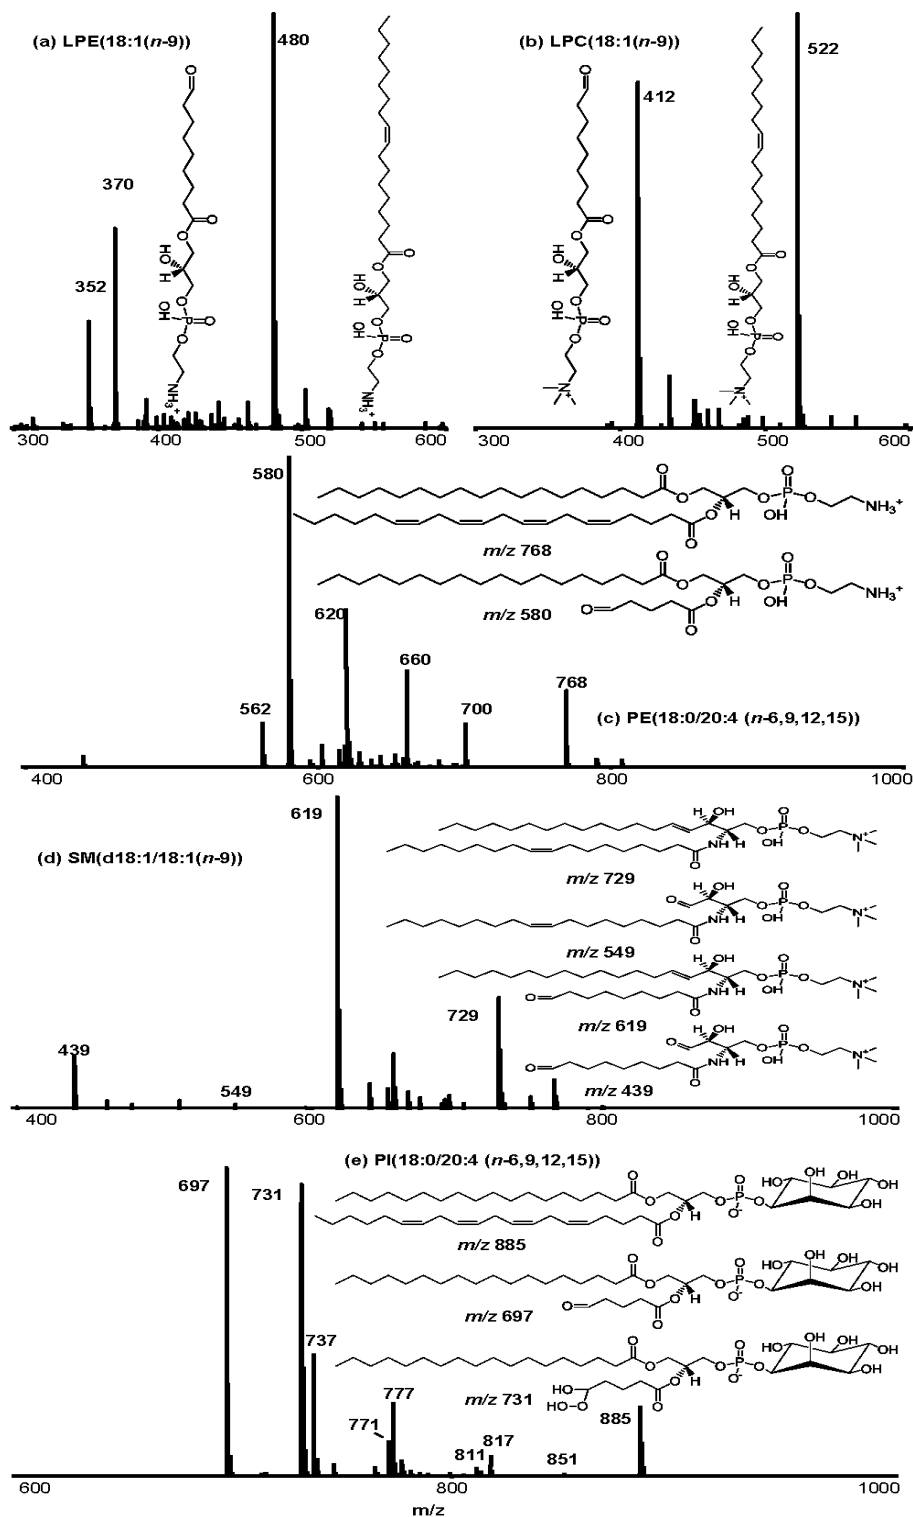 (a) LPE(18:1(n-9))
480
370
352
300
400
500
600
(b) LPC(18:1(n-9))
522
412
300
400
500
600
580
m/z 768
m/z 580
620
660
562
700
768
(c) PE(18:0/20:4 (n-6,9,12,15))
400
600
800
1000
619
(d) SM(d18:1/18:1(n-9))
m/z 729
m/z 549
729
m/z 619
439
549
m/z 439
400
600
800
1000
(e) PI(18:0/20:4 (n-6,9,12,15))
697
731
m/z 885
m/z 697
737
777
m/z 731
771
885
811
817
851
600
800
1000
m/z